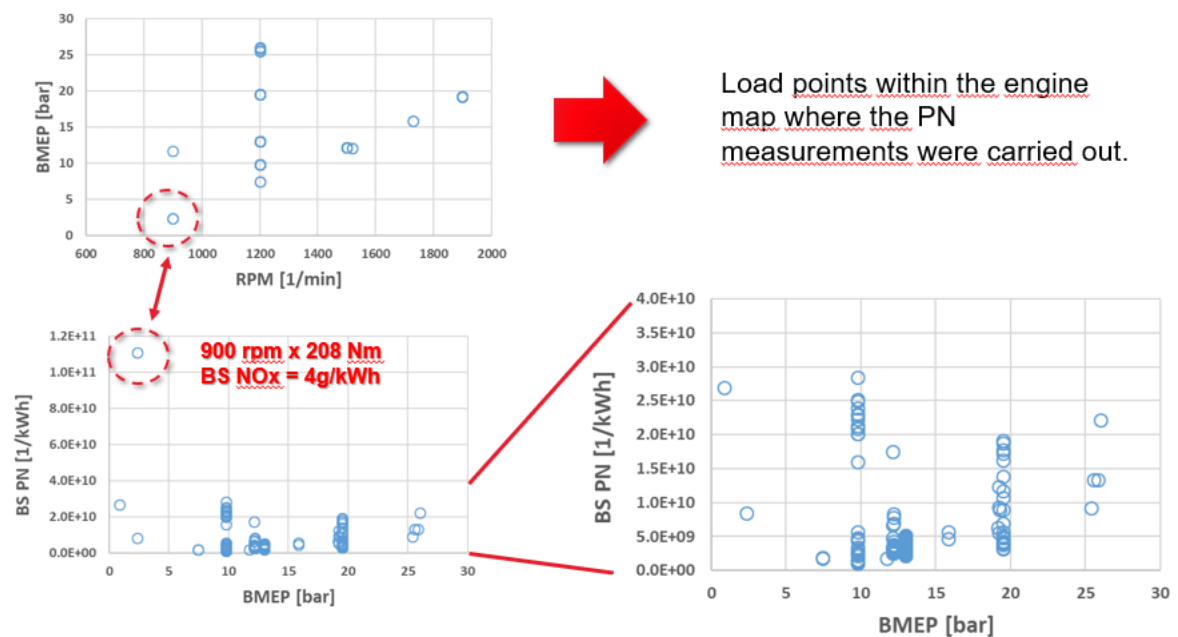 30
25
20
15
10
5
0
BMEP [bar]
600 800 1000 1200 1400 1600 1800 2000
RPM [1/min]
Load points within the engine
map where the PN
measurements were carried out.
1.2E+11
1.0E+11
8.0E+10
6.0E+10
4.0E+10
2.0E+10
0.0E+00
BS PN [1/kWh]
900 rpm x 208 Nm
BS NOx = 4g/kWh
0 5 10 15 20 25 30
BMEP [bar]
4.0E+10
3.5E+10
3.0E+10
2.5E+10
2.0E+10
1.5E+10
1.0E+10
5.0E+09
0.0E+00
BS PN [1/kWh]
0 5 10 15 20 25 30
BMEP [bar]